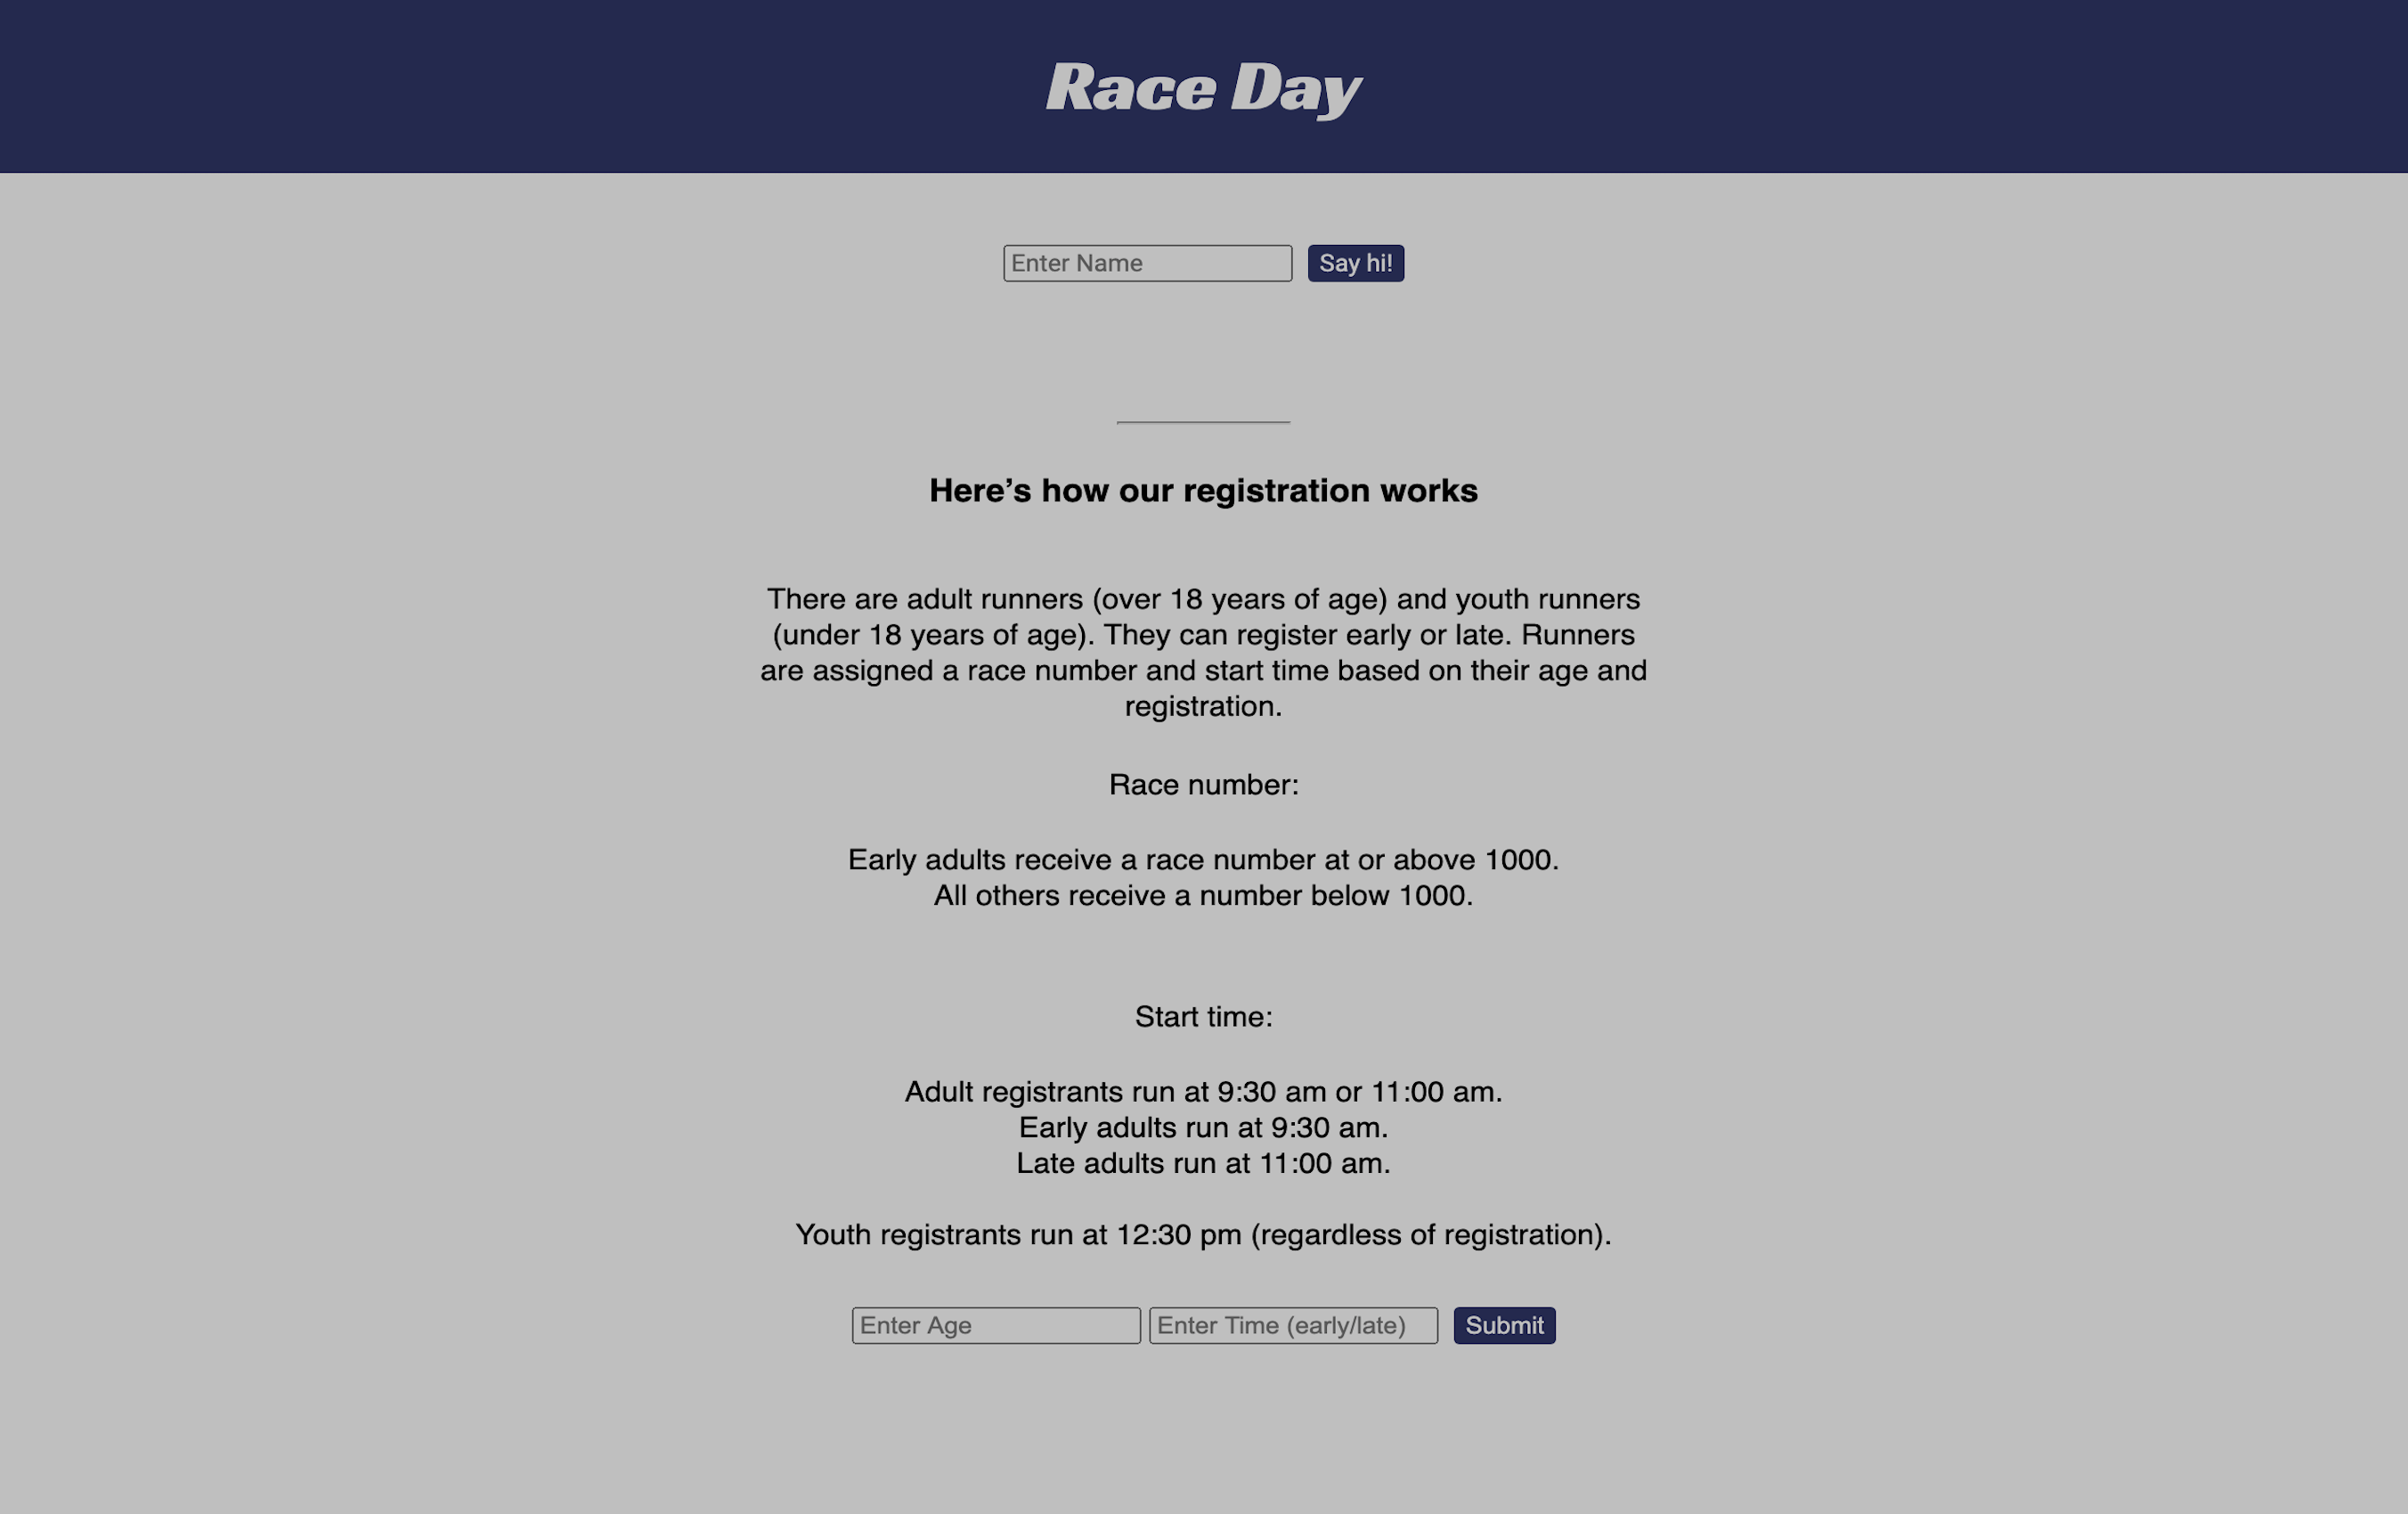 Race Day
Enter Name
Say hi!
Here’s how our registration works
There are adult runners (over 18 years of age) and youth runners
(under 18 years of age). They can register early or late. Runners
are assigned a race number and start time based on their age and
registration.
Race number:
Early adults receive a race number at or above 1000.
All others receive a number below 1000.
Start time:
Adult registrants run at 9:30 am or 11:00 am.
Early adults run at 9:30 am.
Late adults run at 11:00 am.
Youth registrants run at 12:30 pm (regardless of registration).
Enter Age
Enter Time (early/late)
Submit